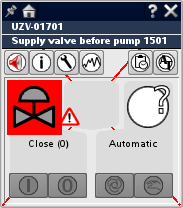 UZV-01701
Supply valve before pump 1501
Close (0)
Automatic